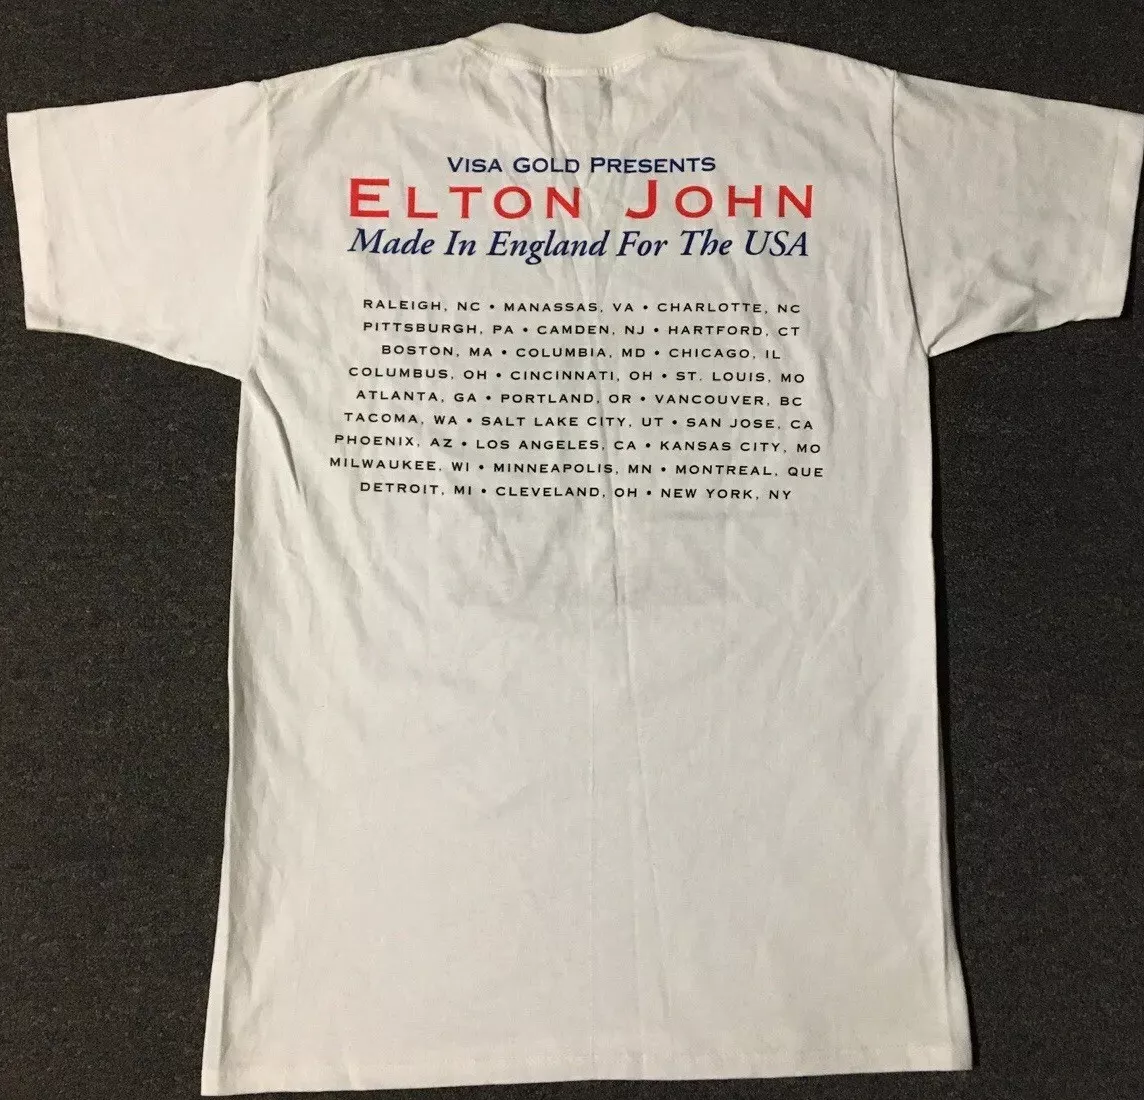 VISA GOLD PRESENTS
ELTON JOHN
Made In England For The USA
RALEIGH, NC • MANASSAS, VA • CHARLOTTE, NC
PITTSBURGH, PA • CAMDEN, NJ • HARTFORD, CT
BOSTON, MA • COLUMBIA, MD • CHICAGO, IL
COLUMBUS, OH • CINCINNATI, OH • ST. LOUIS, MO
ATLANTA, GA • PORTLAND, OR • VANCOUVER, BC
TACOMA, WA • SALT LAKE CITY, UT • SAN JOSE, CA
PHOENIX, AZ • LOS ANGELES, CA • KANSAS CITY, MO
MILWAUKEE, WI • MINNEAPOLIS, MN • MONTREAL, QUE
DETROIT, MI • CLEVELAND, OH • NEW YORK, NY